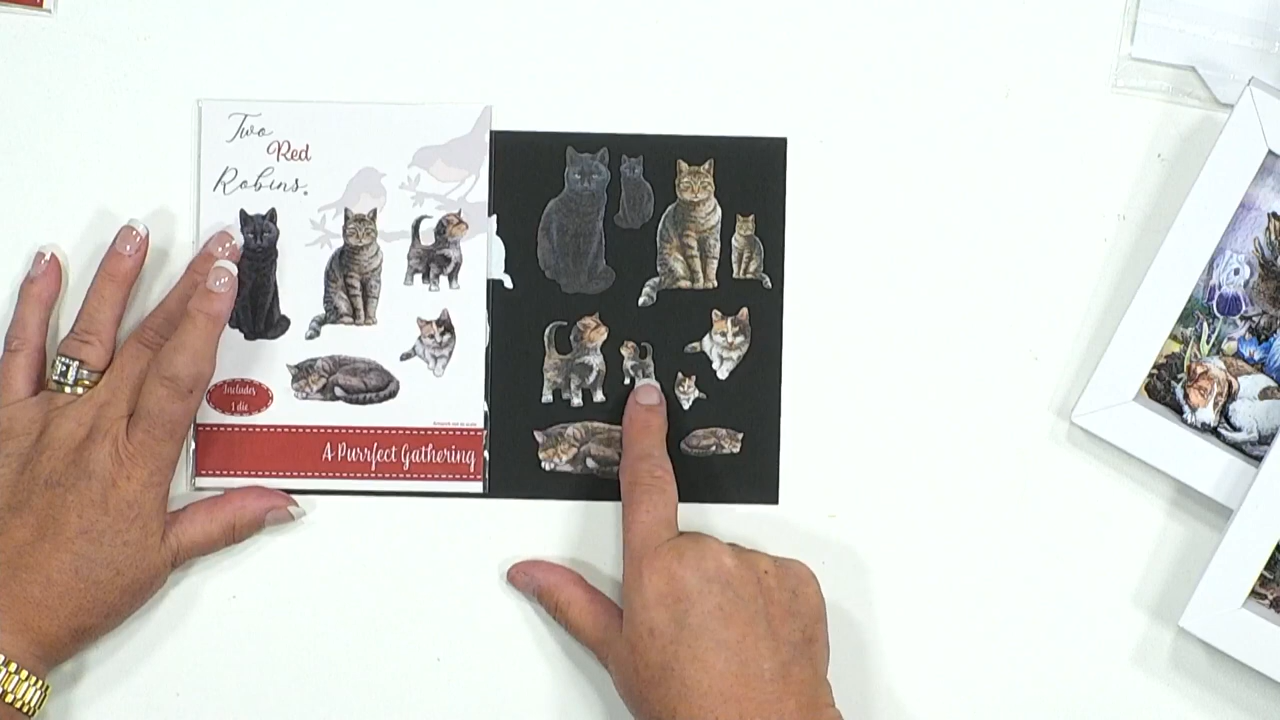 Two
Red
Robins.
Includes
1 die
A Purrfect Gathering